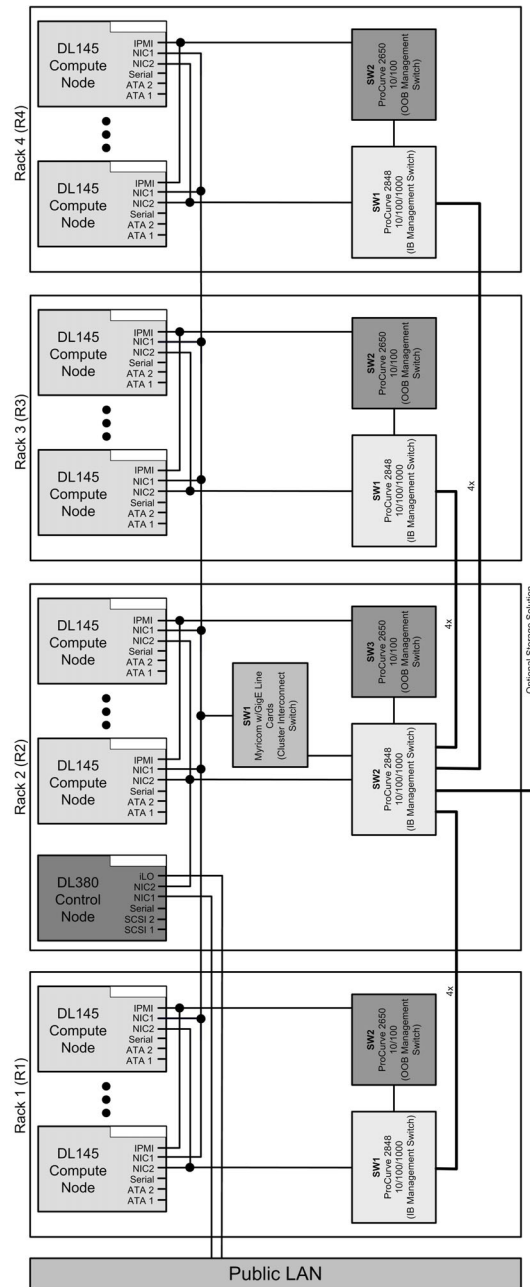 Rack 4 (R4)
DL145
Compute
Node
IPMI
NIC1
NIC2
Serial
ATA 2
ATA 1
DL145
Compute
Node
IPMI
NIC1
NIC2
Serial
ATA 2
ATA 1
SW2
ProCurve 2650
10/100
(OOB Management
Switch)
SW1
ProCurve 2848
10/100/1000
(IB Management Switch)
Rack 3 (R3)
DL145
Compute
Node
IPMI
NIC1
NIC2
Serial
ATA 2
ATA 1
DL145
Compute
Node
IPMI
NIC1
NIC2
Serial
ATA 2
ATA 1
SW2
ProCurve 2650
10/100
(OOB Management
Switch)
SW1
ProCurve 2848
10/100/1000
(IB Management Switch)
4x
Rack 2 (R2)
DL145
Compute
Node
IPMI
NIC1
NIC2
Serial
ATA 2
ATA 1
DL145
Compute
Node
IPMI
NIC1
NIC2
Serial
ATA 2
ATA 1
SW1
Myricom w/GigE Line
Cards
(Cluster Interconnect
Switch)
SW3
ProCurve 2650
10/100
(OOB Management
Switch)
SW2
ProCurve 2848
10/100/1000
(IB Management Switch)
4x
Optional Storage Solution
DL380
Control
Node
iLO
NIC2
NIC1
Serial
SCSI 2
SCSI 1
Rack 1 (R1)
DL145
Compute
Node
IPMI
NIC1
NIC2
Serial
ATA 2
ATA 1
DL145
Compute
Node
IPMI
NIC1
NIC2
Serial
ATA 2
ATA 1
SW2
ProCurve 2650
10/100
(OOB Management
Switch)
SW1
ProCurve 2848
10/100/1000
(IB Management Switch)
4x
Public LAN